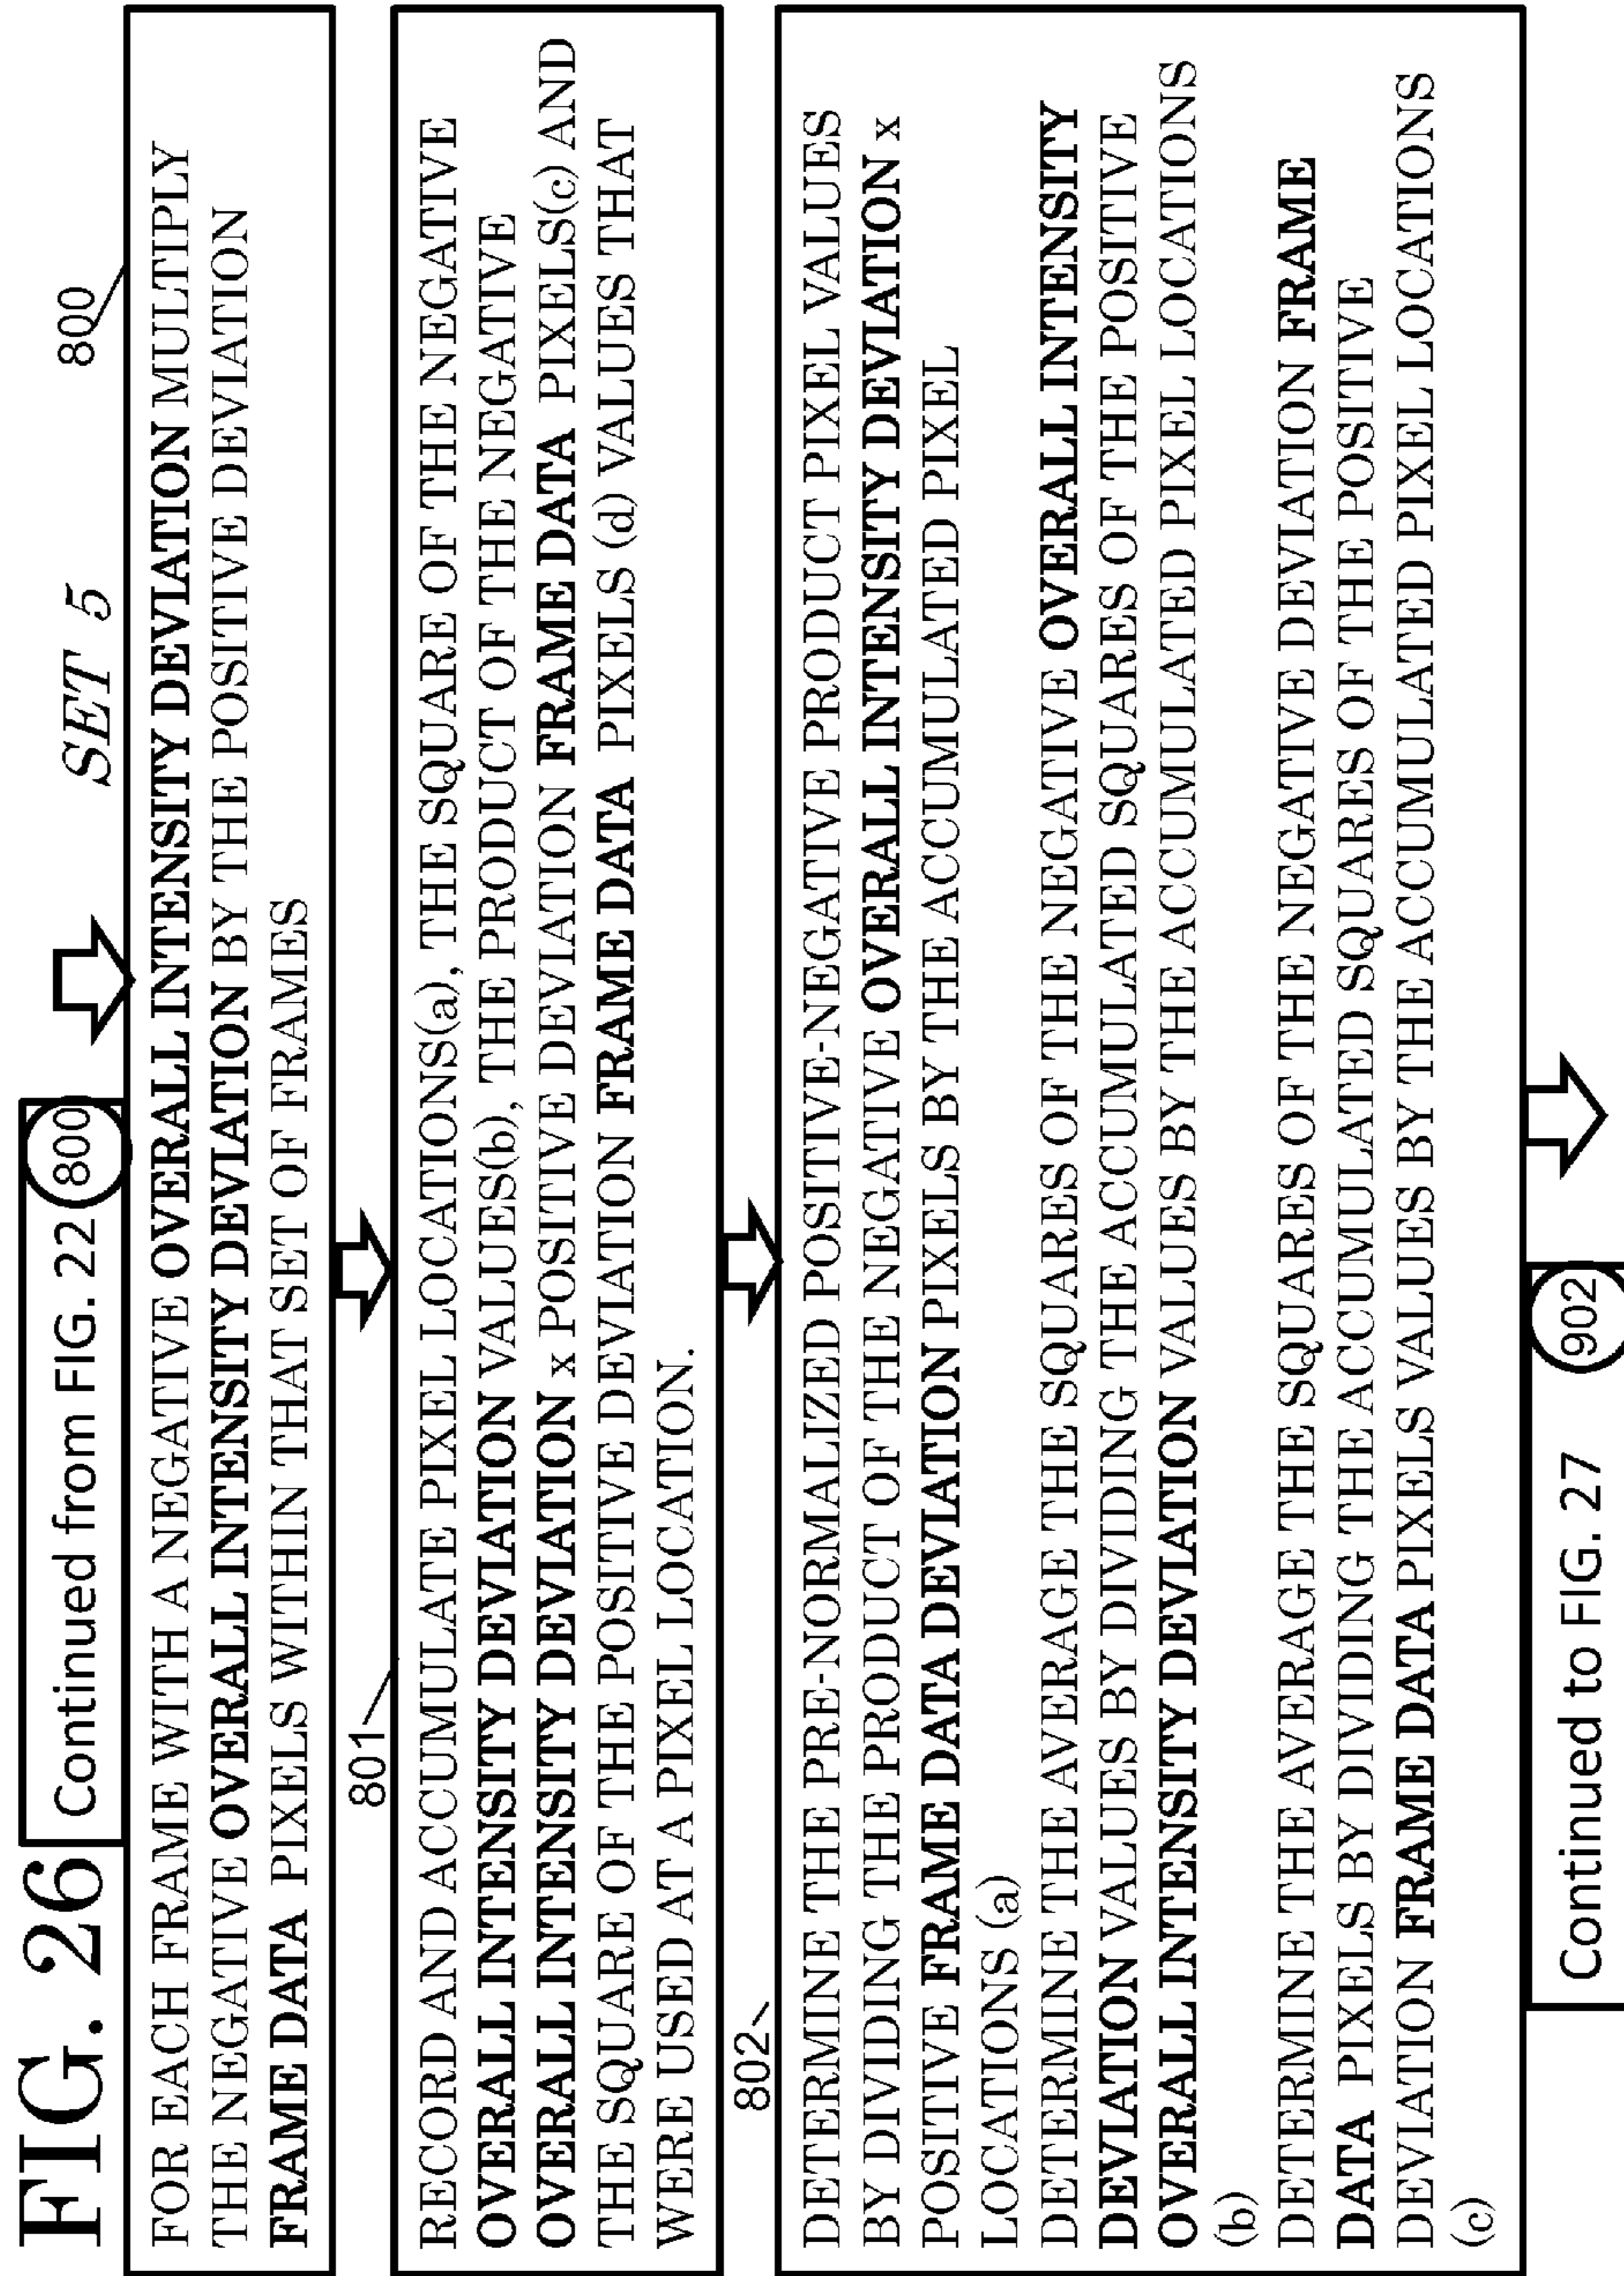 FIG. 26
Continued from FIG. 22 800
SET 5
800
FOR EACH FRAME WITH A NEGATIVE OVERALL INTENSITY DEVIATION MULTIPLY
THE NEGATIVE OVERALL INTENSITY DEVIATION BY THE POSITIVE DEVIATION
FRAME DATA PIXELS WITHIN THAT SET OF FRAMES
801
RECORD AND ACCUMULATE PIXEL LOCATIONS(a), THE SQUARE OF THE NEGATIVE
OVERALL INTENSITY DEVIATION VALUES(b), THE PRODUCT OF THE NEGATIVE
OVERALL INTENSITY DEVIATION x POSITIVE DEVIATION FRAME DATA PIXELS(c) AND
THE SQUARE OF THE POSITIVE DEVIATION FRAME DATA PIXELS (d) VALUES THAT
WERE USED AT A PIXEL LOCATION.
802
DETERMINE THE PRE-NORMALIZED POSITIVE-NEGATIVE PRODUCT PIXEL VALUES
BY DIVIDING THE PRODUCT OF THE NEGATIVE OVERALL INTENSITY DEVIATION x
POSITIVE FRAME DATA DEVIATION PIXELS BY THE ACCUMULATED PIXEL
LOCATIONS (a)
DETERMINE THE AVERAGE THE SQUARES OF THE NEGATIVE OVERALL INTENSITY
DEVIATION VALUES BY DIVIDING THE ACCUMULATED SQUARES OF THE POSITIVE
OVERALL INTENSITY DEVIATION VALUES BY THE ACCUMULATED PIXEL LOCATIONS
(b)
DETERMINE THE AVERAGE THE SQUARES OF THE NEGATIVE DEVIATION FRAME
DATA PIXELS BY DIVIDING THE ACCUMULATED SQUARES OF THE POSITIVE
DEVIATION FRAME DATA PIXELS VALUES BY THE ACCUMULATED PIXEL LOCATIONS
(c)
Continued to FIG. 27 902